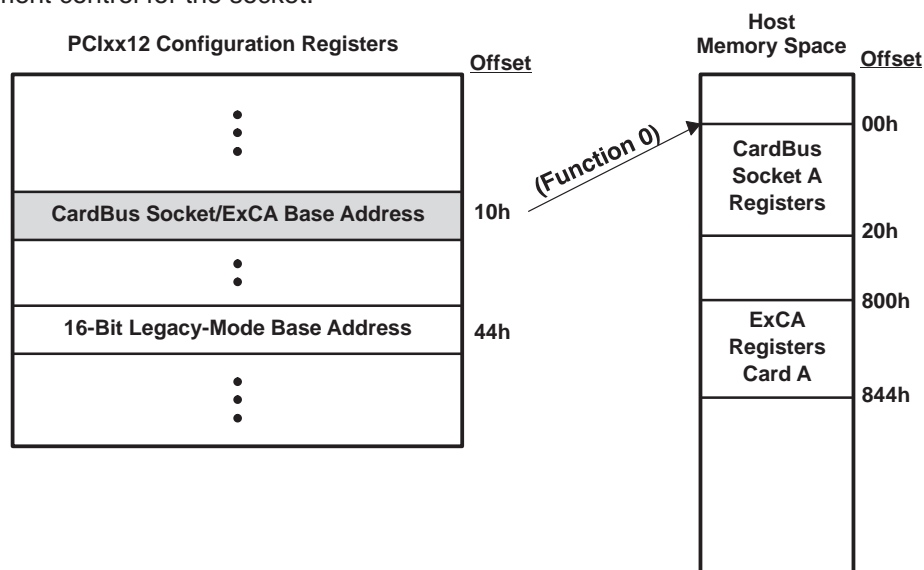 ment control for the socket.
PCIxx12 Configuration Registers
Offset
CardBus Socket/ExCA Base Address
10h
16-Bit Legacy-Mode Base Address
44h
(Function 0)
Host
Memory Space
Offset
00h
CardBus
Socket A
Registers
20h
800h
ExCA
Registers
Card A
844h